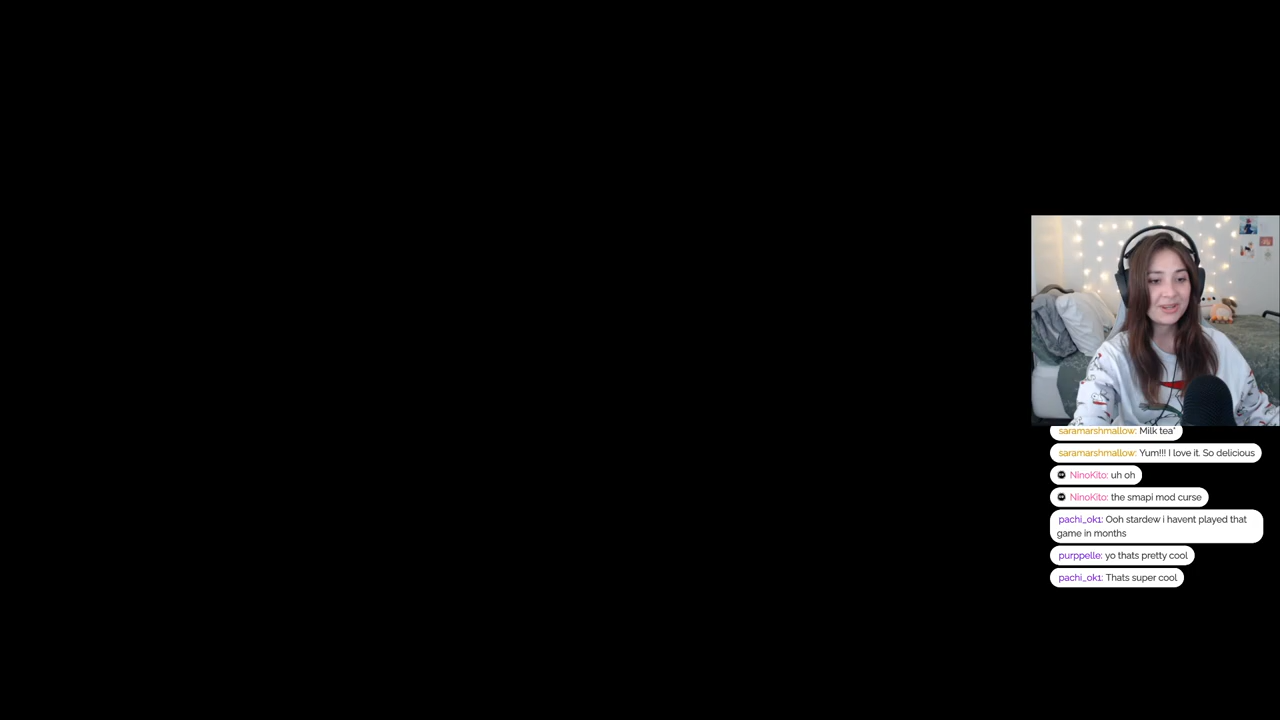 saramarshmallow: Milk tea*
saramarshmallow: Yum!!! I love it. So delicious
NinoKito: uh oh
NinoKito: the smapi mod curse
pachi_ok1: Ooh stardew i havent played that
game in months
purppelle: yo thats pretty cool
pachi_ok1: Thats super cool